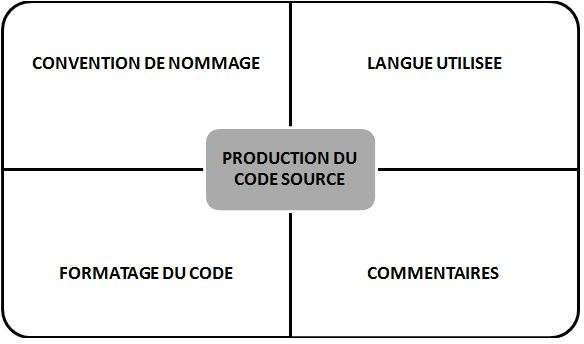 CONVENTION DE NOMMAGE
LANGUE UTILISEE
PRODUCTION DU
CODE SOURCE
FORMATAGE DU CODE
COMMENTAIRES